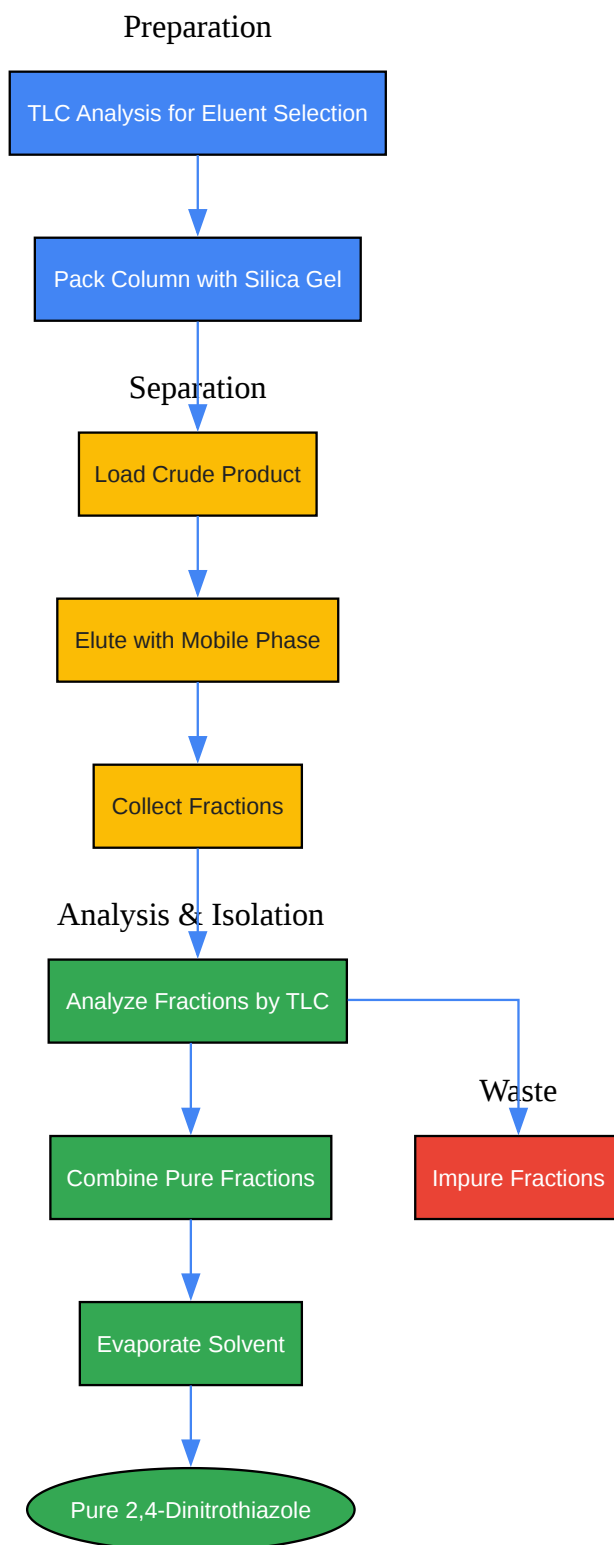 Preparation
TLC Analysis for Eluent Selection
Pack Column with Silica Gel
Separation
Load Crude Product
Elute with Mobile Phase
Collect Fractions
Analysis & Isolation
Analyze Fractions by TLC
Waste
Combine Pure Fractions
Impure Fractions
Evaporate Solvent
Pure 2,4-Dinitrothiazole